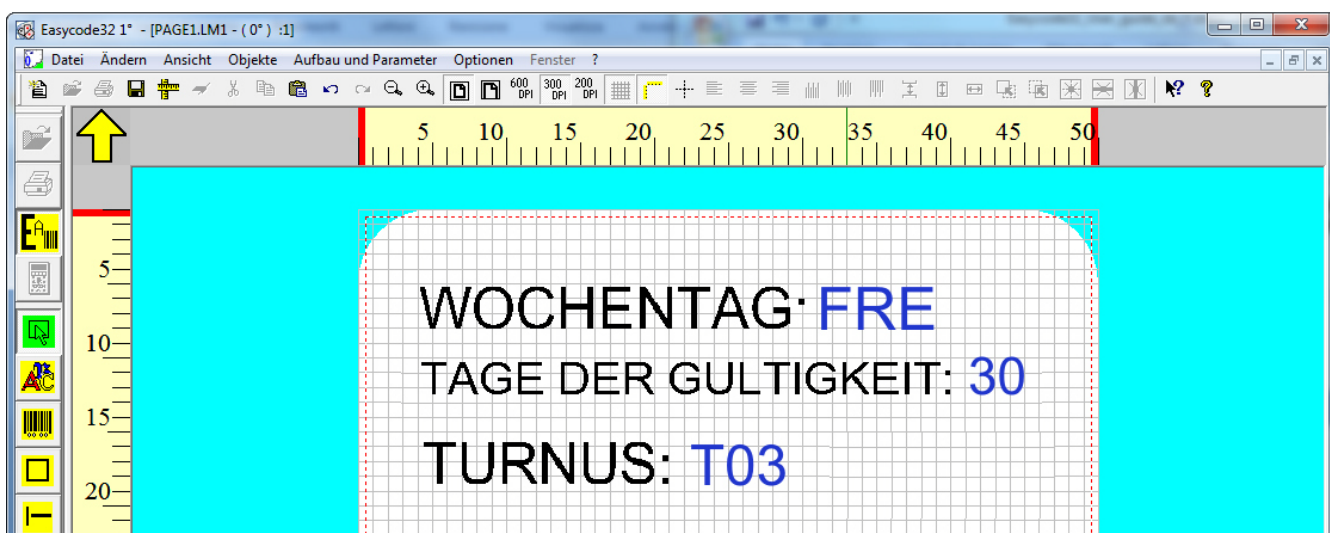 Easycode32 1° - [PAGE1.LM1 - ( 0° ) :1]
Datei Ändern Ansicht Objekte Aufbau und Parameter Optionen Fenster ?
600 DPI 300 DPI 200 DPI
5 10 15 20 25 30 35 40 45 50
5
10
15
20
WOCHENTAG: FRE
TAGE DER GULTIGKEIT: 30
TURNUS: T03